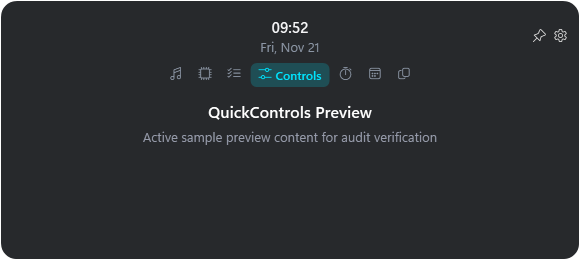 09:52
Fri, Nov 21
Controls
QuickControls Preview
Active sample preview content for audit verification